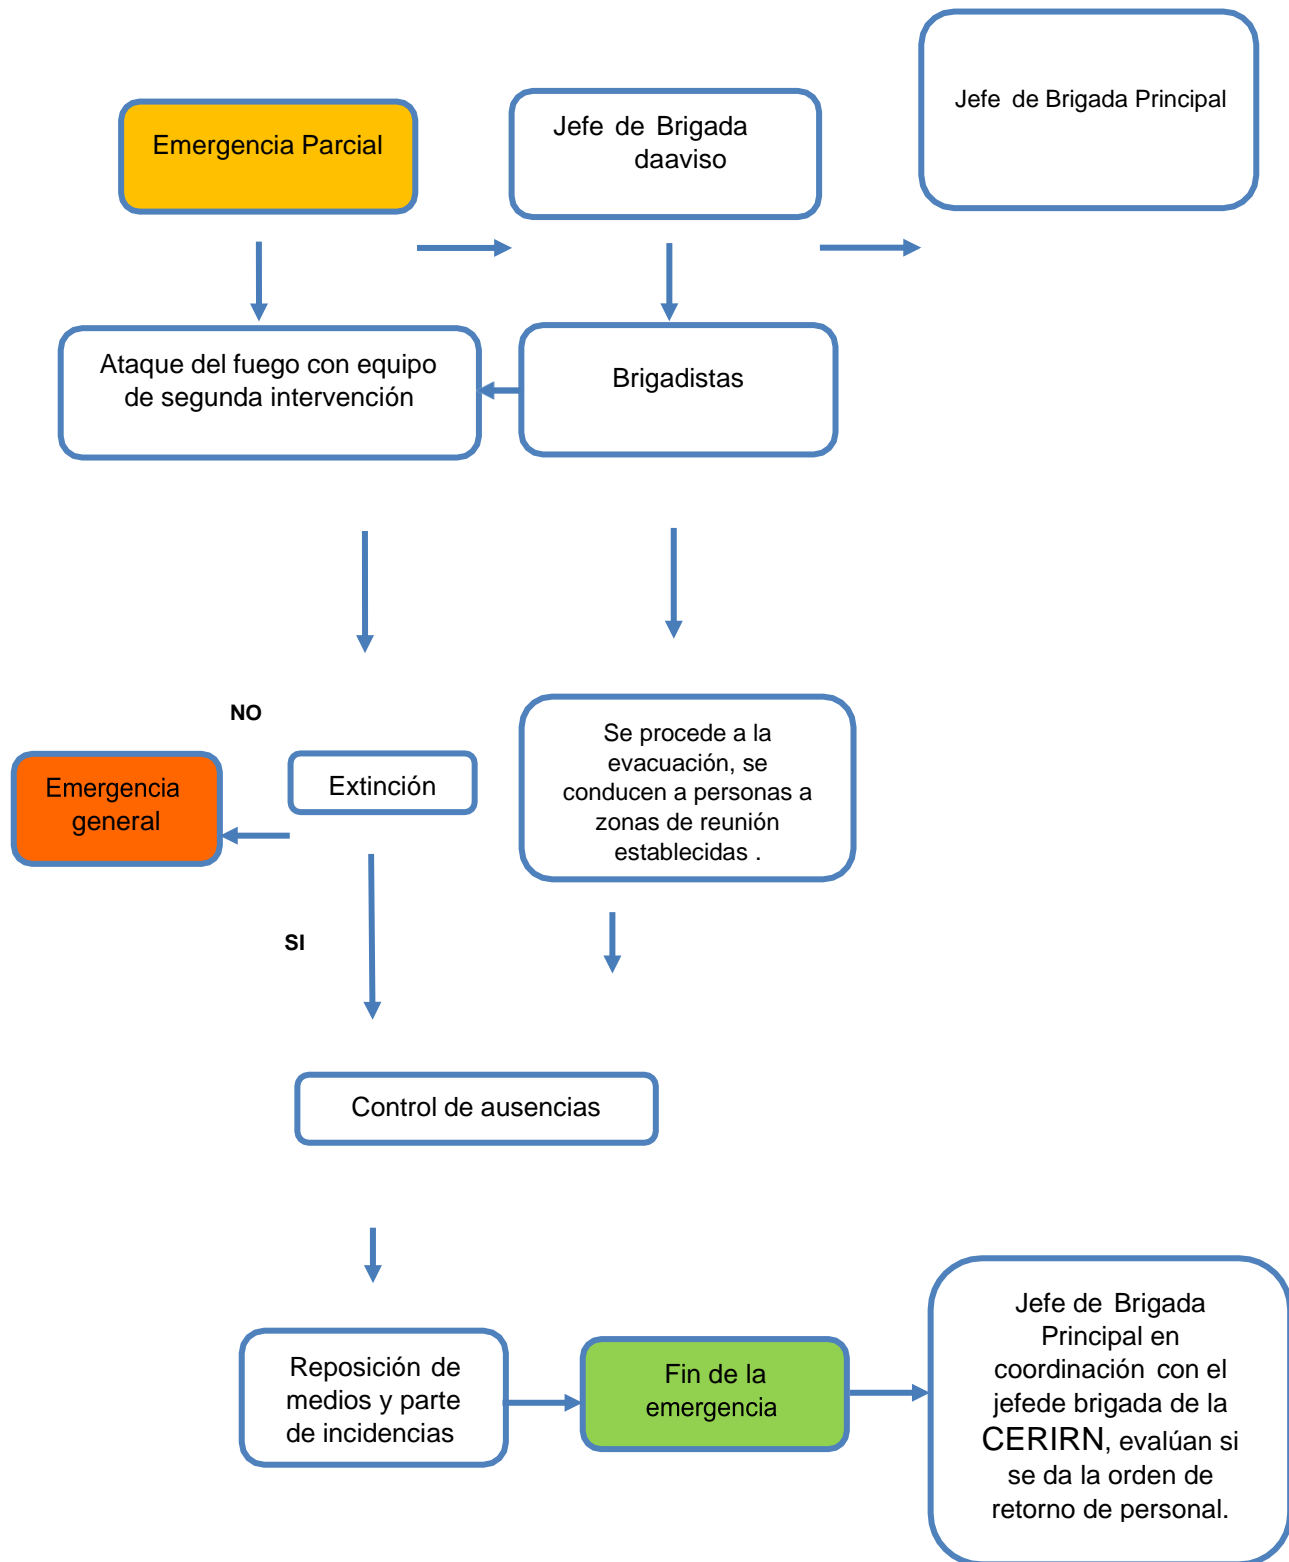 Emergencia Parcial
Jefe de Brigada
daaviso
Jefe de Brigada Principal
Ataque del fuego con equipo
de segunda intervención
Brigadistas
NO
Emergencia
general
Extinción
Se procede a la
evacuación, se
conducen a personas a
zonas de reunión
establecidas .
SI
Control de ausencias
Reposición de
medios y parte
de incidencias
Fin de la
emergencia
Jefe de Brigada
Principal en
coordinación con el
jefede brigada de la
CERIRN, evalúan si
se da la orden de
retorno de personal.